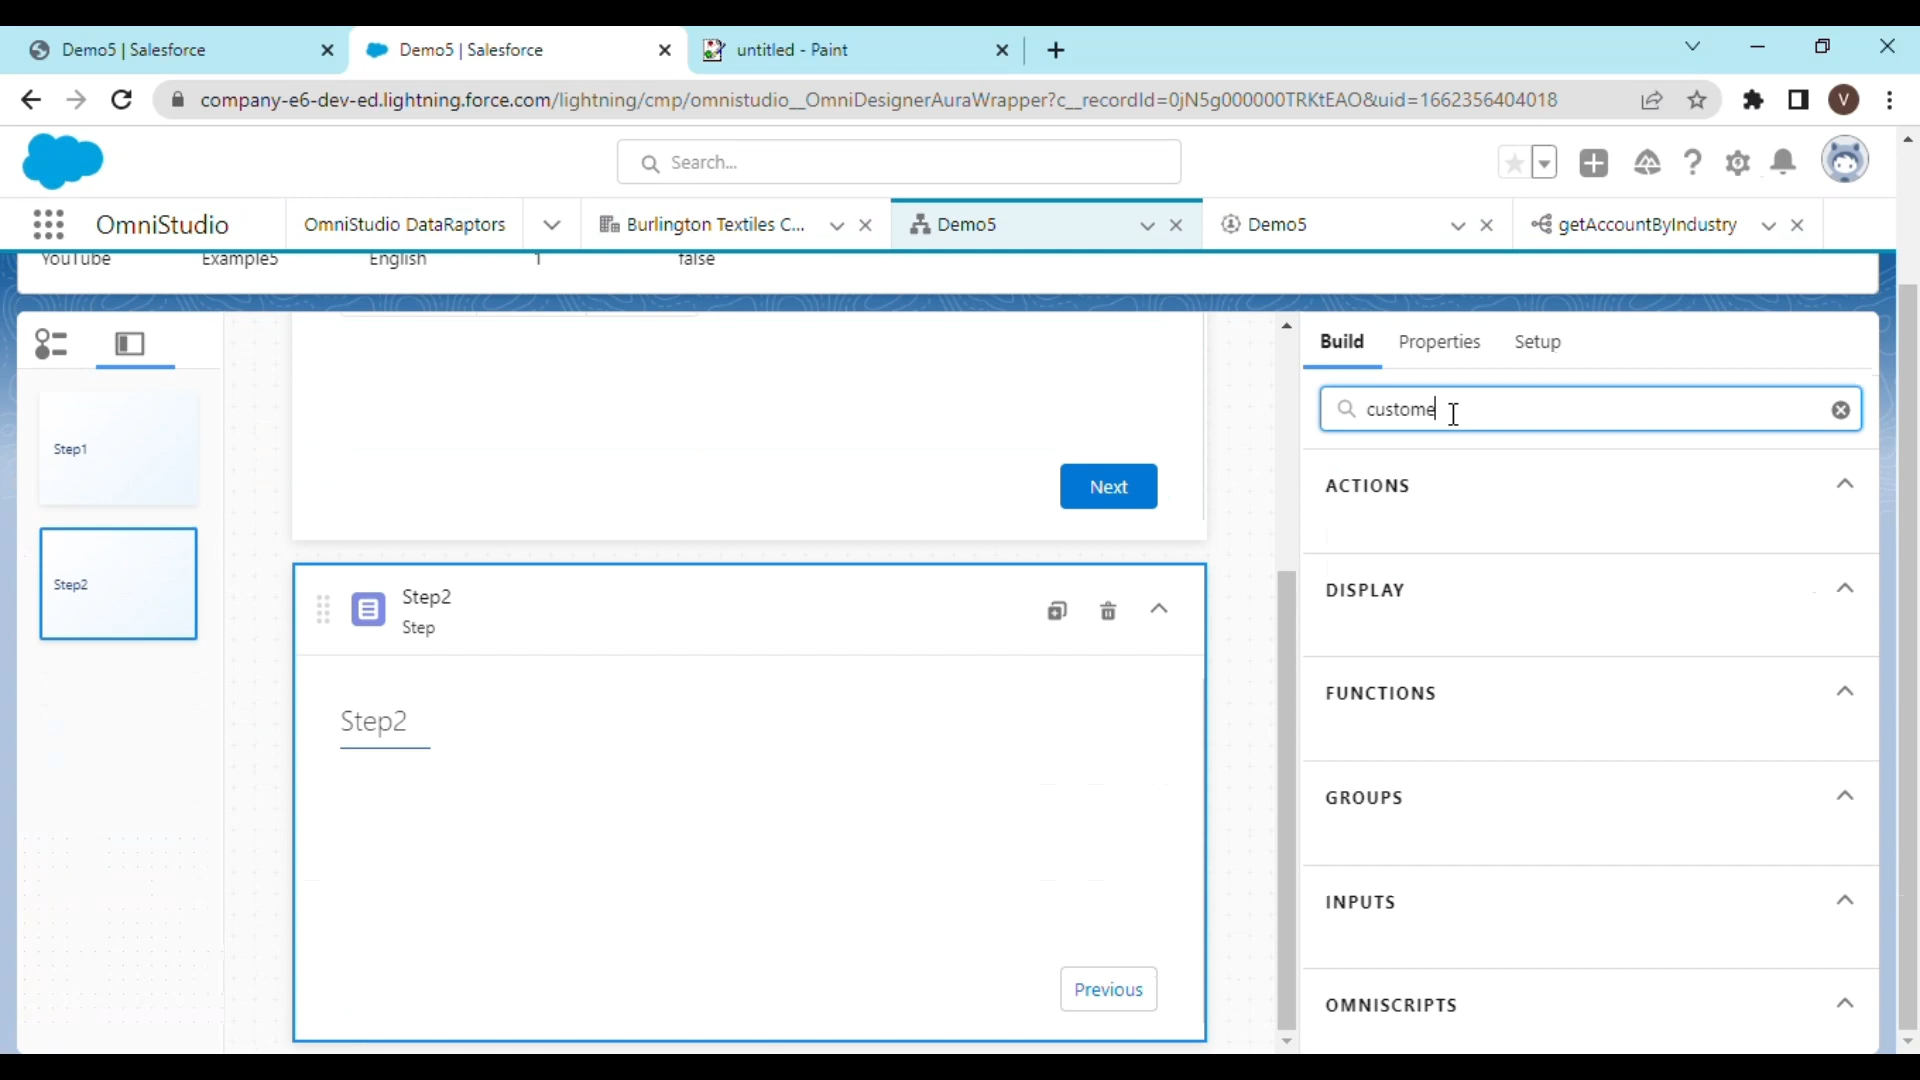 Demo5 | Salesforce
Demo5 | Salesforce
untitled - Paint
company-e6-dev-ed.lightning.force.com/lightning/cmp/omnistudio__OmniDesignerAuraWrapper?c__recordId=0jN5g000000TRKtEAO&uid=1662356404018
V
Search...
OmniStudio
OmniStudio DataRaptors
Burlington Textiles C...
Demo5
Demo5
getAccountByIndustry
YouTube Example5 English 1 false
Step1
Step2
Next
Step2
Step
Step2
Previous
Build Properties Setup
custome
ACTIONS
DISPLAY
FUNCTIONS
GROUPS
INPUTS
OMNISCRIPTS